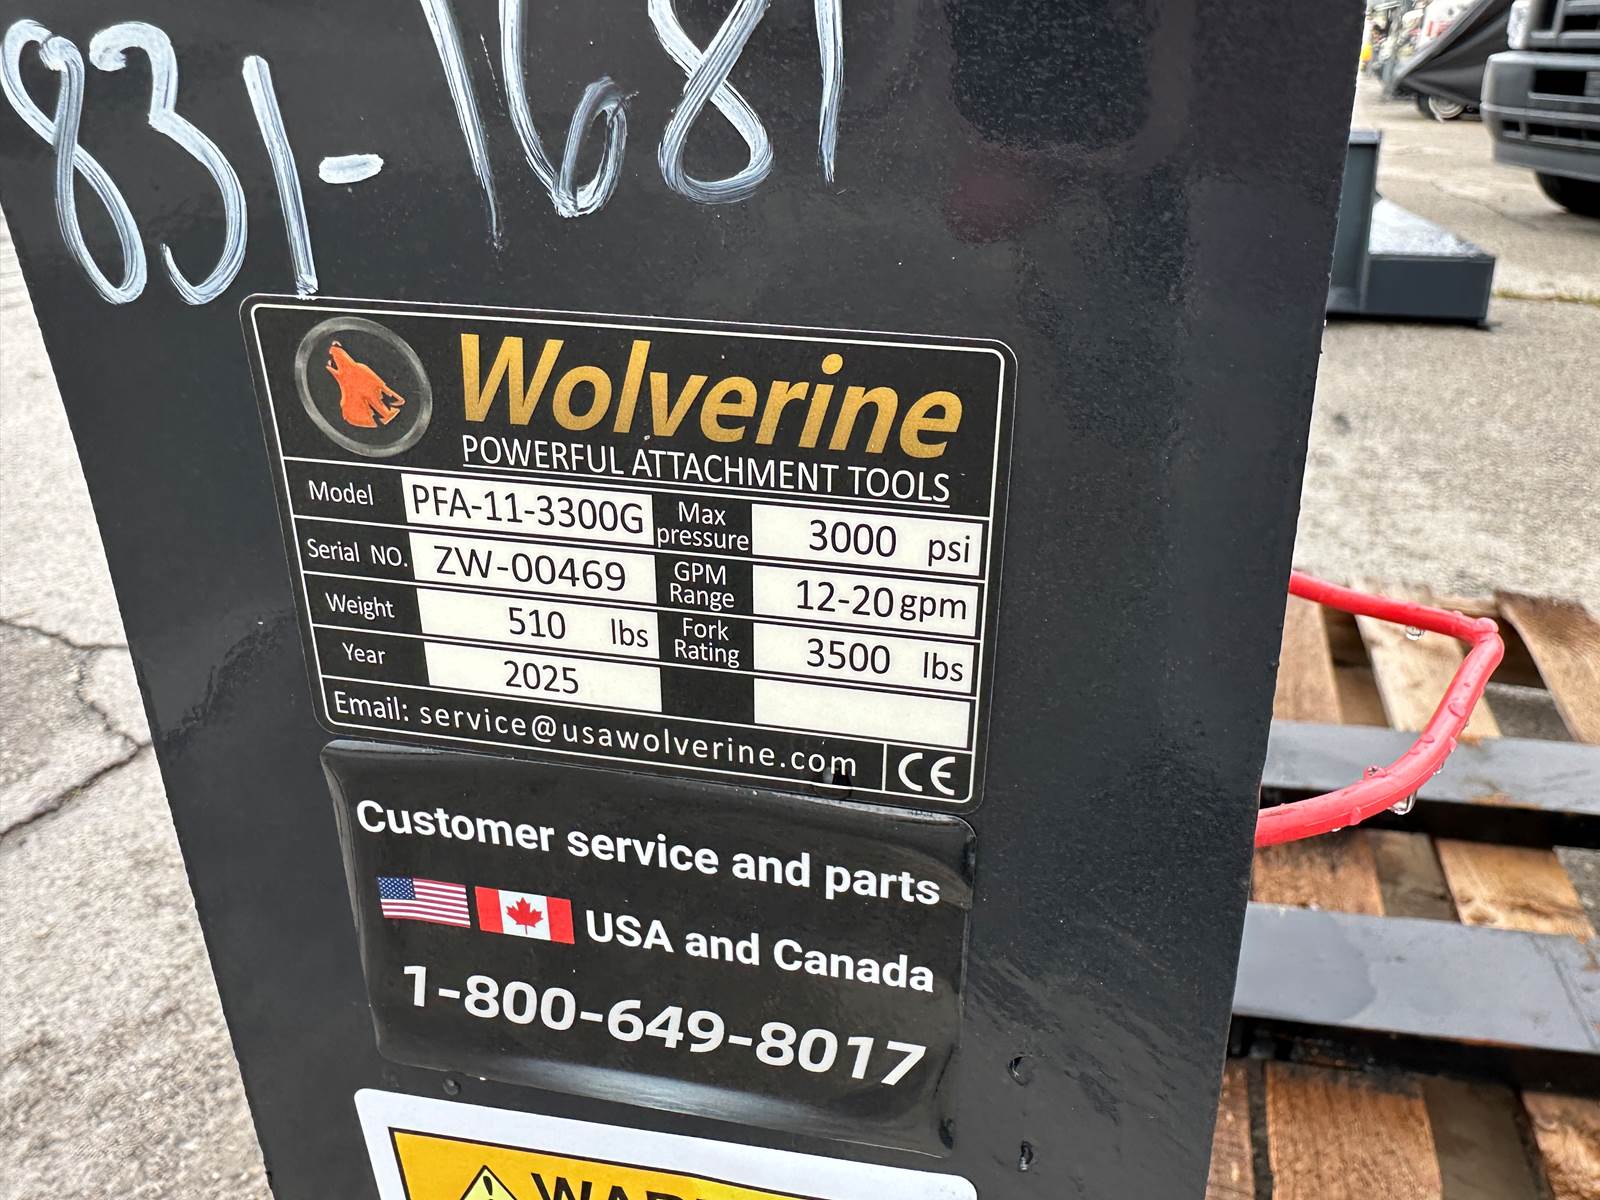 831-1681
Wolverine
POWERFUL ATTACHMENT TOOLS
Model PFA-11-3300G Max pressure 3000 psi
Serial NO. ZW-00469 GPM Range 12-20 gpm
Weight 510 lbs Fork Rating 3500 lbs
Year 2025
Email: service@usawolverine.com CE
Customer service and parts
USA and Canada
1-800-649-8017